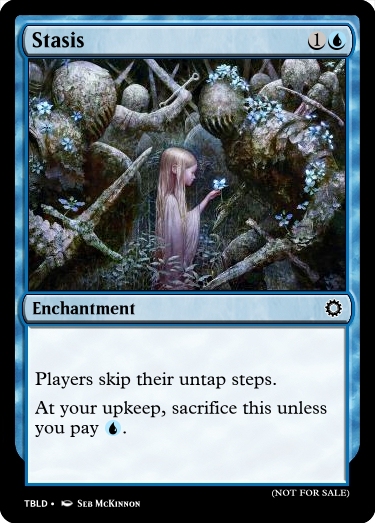 Stasis 1
Enchantment
Players skip their untap steps.
At your upkeep, sacrifice this unless
you pay .
(NOT FOR SALE)
TBLD • Seb McKinnon